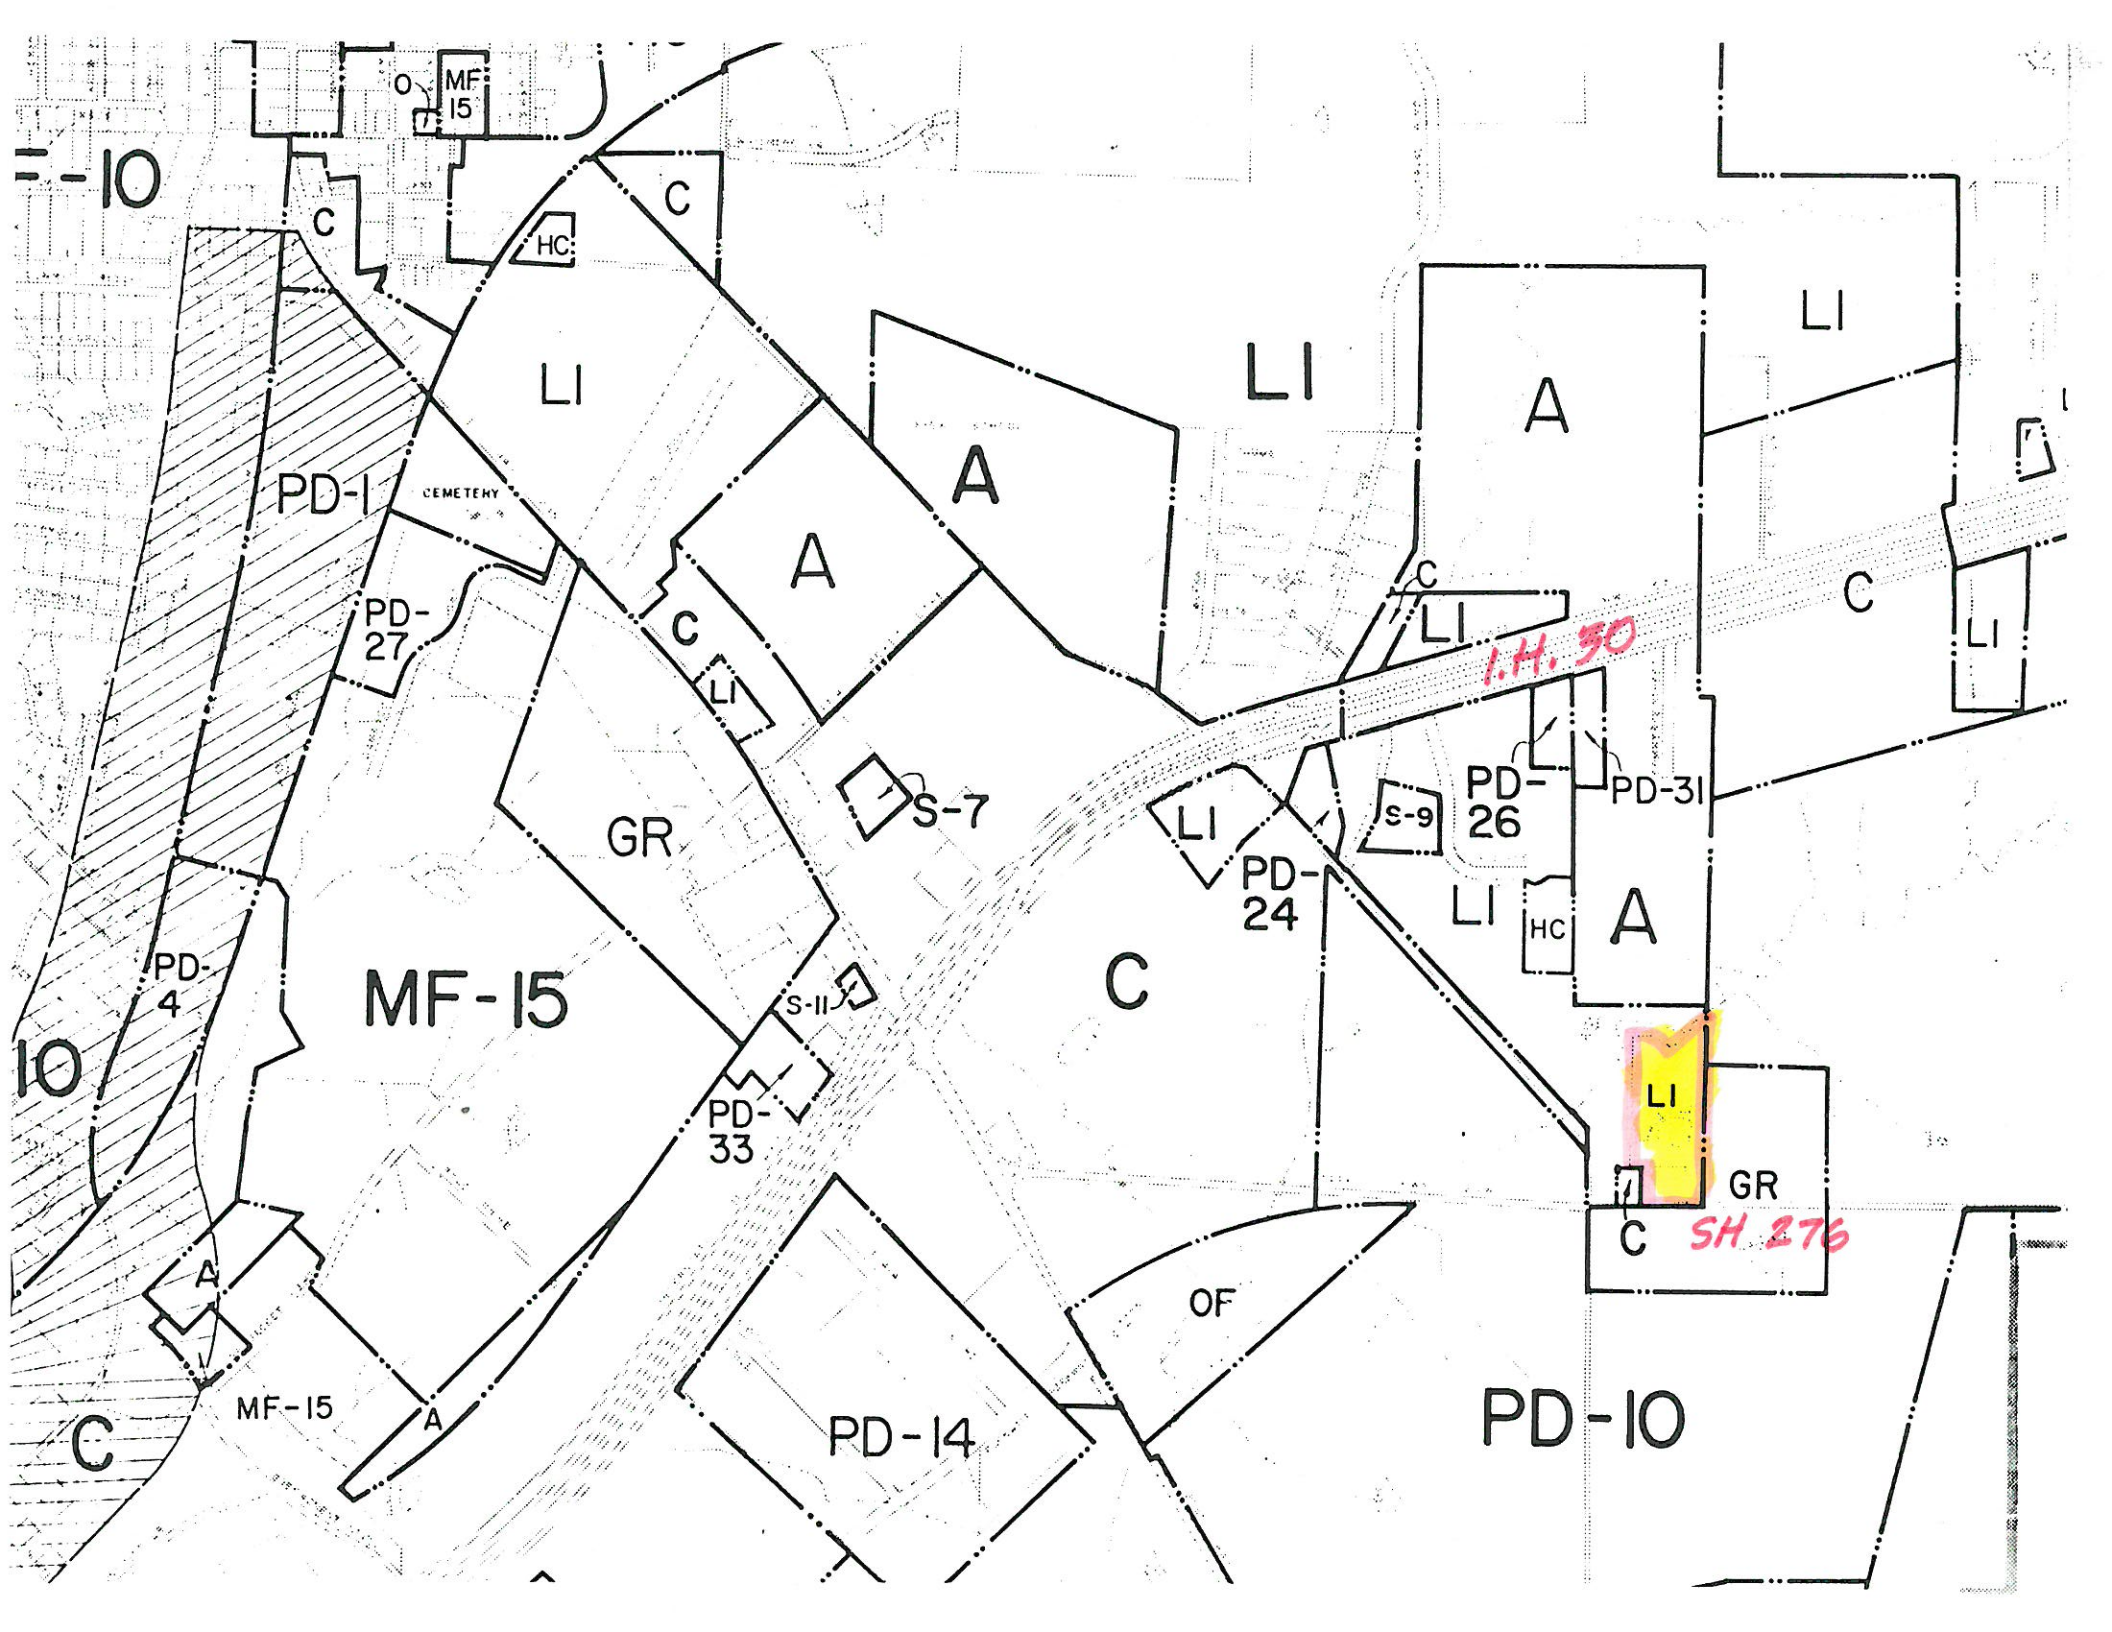 O
MF
15
F-10
C
C
HC
LI
LI
LI
A
A
PD-1
CEMETERY
A
C
C
LI
LI
PD-
27
C
I.H. 30
LI
S-7
GR
LI
S-9
PD-
26
PD-31
PD-
24
LI
HC
A
PD-
4
MF-15
S-11
C
10
LI
PD-
33
GR
C
SH 276
A
OF
MF-15
A
C
PD-14
PD-10